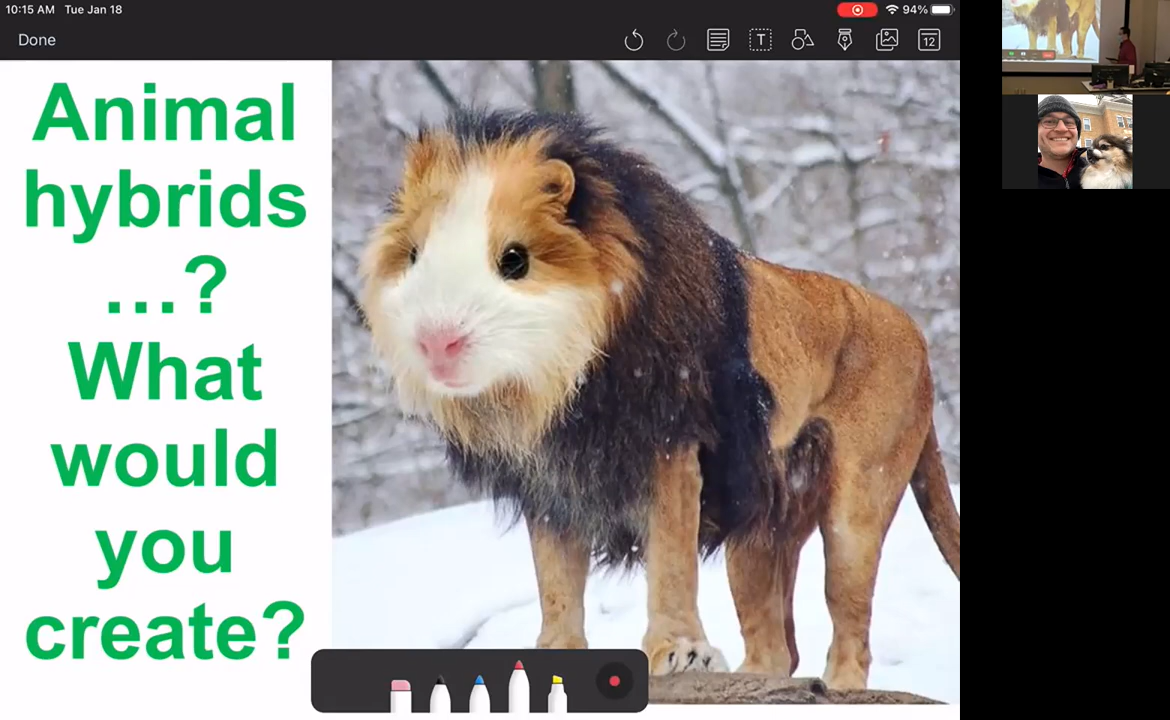 10:15 AM Tue Jan 18
94%
Done
T
12
Animal
hybrids
...?
What
would
you
create?